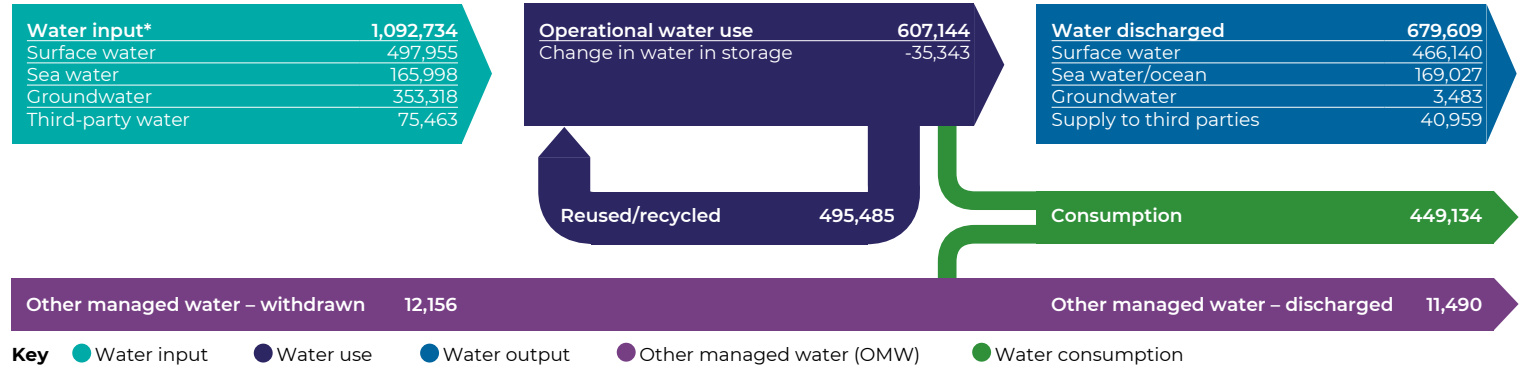 Water input* 1,092,734
Surface water 497,955
Sea water 165,998
Groundwater 353,318
Third-party water 75,463
Operational water use 607,144
Change in water in storage -35,343
Reused/recycled 495,485
Water discharged 679,609
Surface water 466,140
Sea water/ocean 169,027
Groundwater 3,483
Supply to third parties 40,959
Consumption 449,134
Other managed water – withdrawn 12,156
Other managed water – discharged 11,490
Key Water input Water use Water output Other managed water (OMW) Water consumption